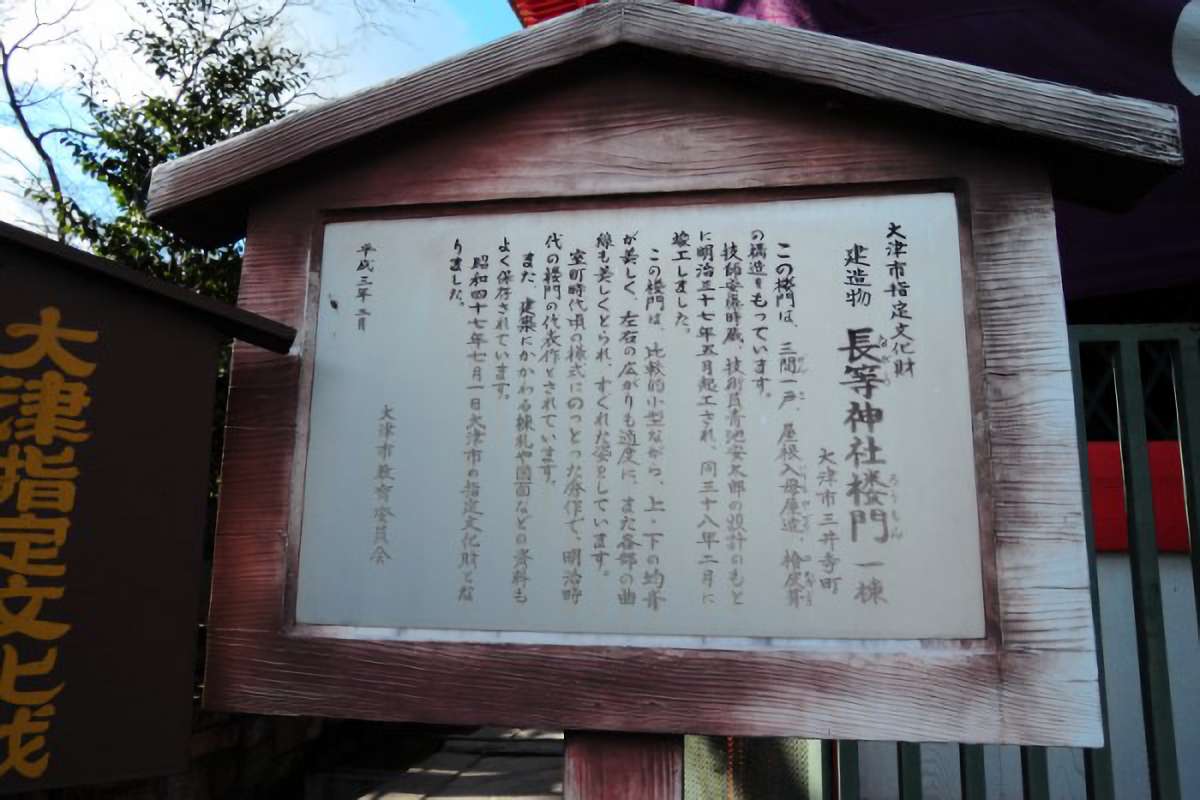 大津市指定文化財
建造物 長等神社楼門 一棟
ながら ろうもん
大津市三井寺町
この楼門は、三間一戸、屋根入母屋造、檜皮葺
の構造をもっています。
技師安藤時蔵、技術員青池安太郎の設計のもと
に明治三十七年五月起工され、同三十八年二月に
竣工しました。
この楼門は、比較的小型ながら、上・下の均斉
が美しく、左右の広がりも適度に、また各部の曲
線も美しくとられ、すぐれた姿をしています。
室町時代頃の様式にのっとった秀作で、明治時
代の楼門の代表作とされています。
また、建築にかかわる棟札や図面などの資料も
よく保存されています。
昭和四十七年七月一日大津市の指定文化財とな
りました。
平成三年三月
大津市教育委員会
大津指定文化